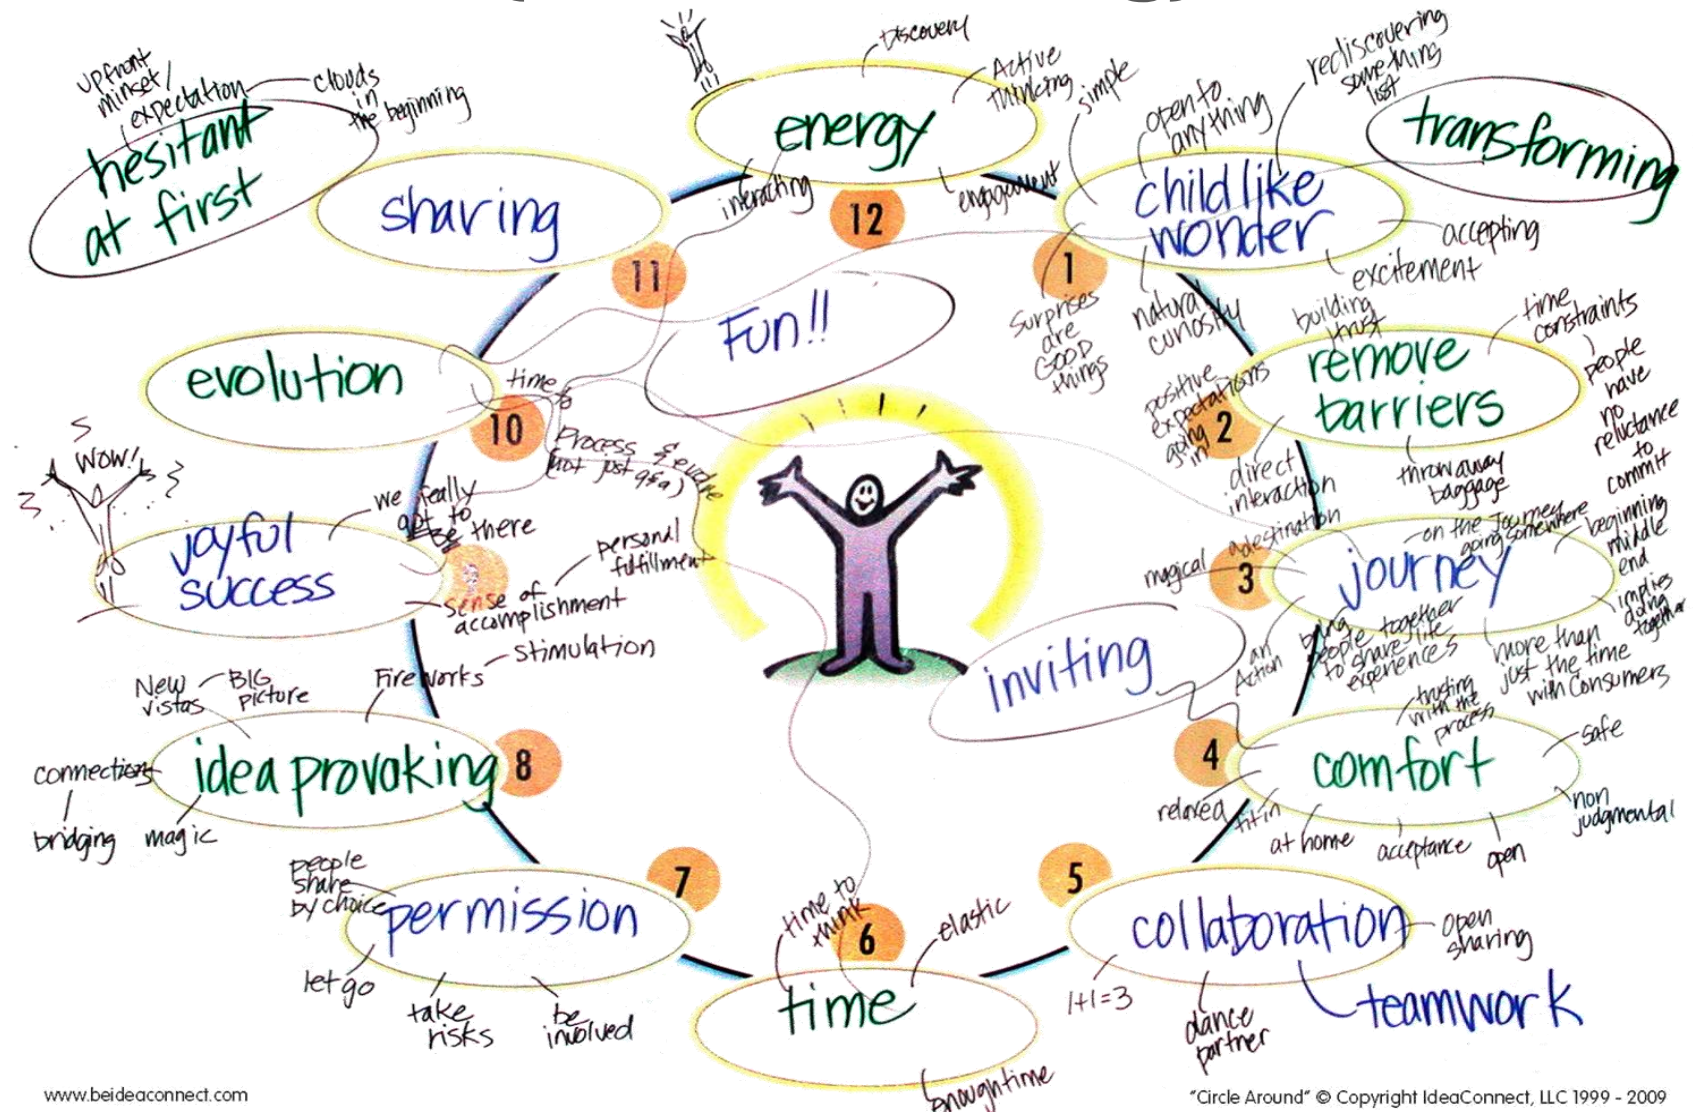 upfront
minset/
expectation
clouds
in
the beginning
hesitant
at first
sharing
11
Discovery
Active
thinking
energy
interacting
engagement
12
simple
open to
anything
rediscovering
something
lost
transforming
child like
wonder
1
accepting
excitement
natural
curiosity
Surprises
are
GOOD
things
Fun!!
building
trust
time
constraints
people
have
no
reluctance
to
commit
remove
barriers
2
positive
expectations
going
in
direct
interaction
throw away
baggage
evolution
10
time
Process & evolve
(not just q&a)
WOW!
we really
get to
be there
joyful
success
personal
fulfillment
sense of
accomplishment
on the journey
going somewhere
beginning
middle
end
implies
doing
together
journey
3
magical
a destination
an
Action
bring
people together
to share life
experiences
more than
just the time
with consumers
inviting
trusting
with the
process
safe
comfort
4
relaxed
fit in
at home
acceptance
open
non
judgmental
New
vistas
BIG
picture
Fireworks
stimulation
idea provoking
8
connections
bridging
magic
people
share
by choice
permission
7
let go
take
risks
be
involved
time to
think
6
elastic
time
enough time
5
collaboration
open
sharing
1+1=3
dance
partner
teamwork
www.beideaconnect.com
"Circle Around" © Copyright IdeaConnect, LLC 1999 - 2009